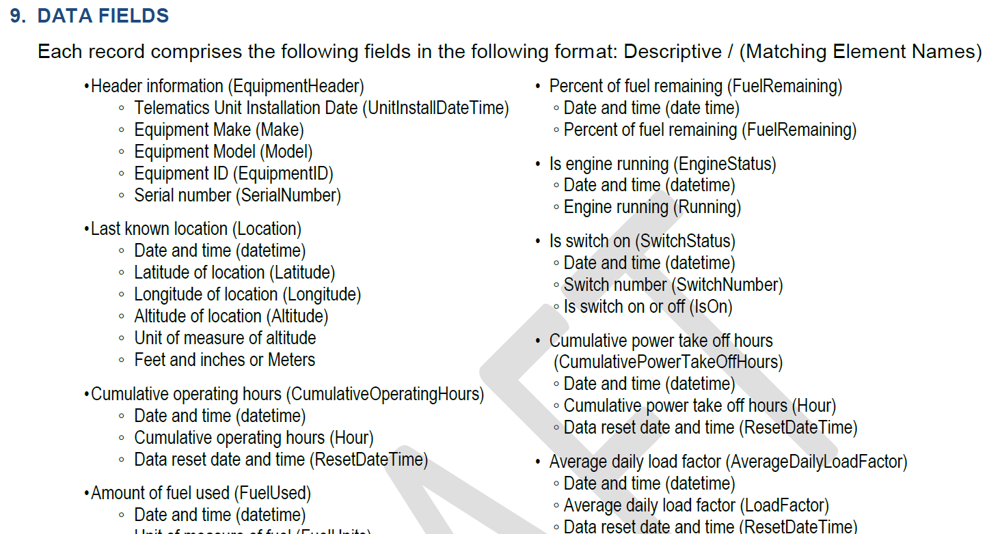 9. DATA FIELDS
Each record comprises the following fields in the following format: Descriptive / (Matching Element Names)
•Header information (EquipmentHeader)
◦ Telematics Unit Installation Date (UnitInstallDateTime)
◦ Equipment Make (Make)
◦ Equipment Model (Model)
◦ Equipment ID (EquipmentID)
◦ Serial number (SerialNumber)
•Last known location (Location)
◦ Date and time (datetime)
◦ Latitude of location (Latitude)
◦ Longitude of location (Longitude)
◦ Altitude of location (Altitude)
◦ Unit of measure of altitude
◦ Feet and inches or Meters
•Cumulative operating hours (CumulativeOperatingHours)
◦ Date and time (datetime)
◦ Cumulative operating hours (Hour)
◦ Data reset date and time (ResetDateTime)
•Amount of fuel used (FuelUsed)
◦ Date and time (datetime)
◦ Unit of measure of fuel (FuelUnits)
• Percent of fuel remaining (FuelRemaining)
◦ Date and time (date time)
◦ Percent of fuel remaining (FuelRemaining)
• Is engine running (EngineStatus)
◦ Date and time (datetime)
◦ Engine running (Running)
• Is switch on (SwitchStatus)
◦ Date and time (datetime)
◦ Switch number (SwitchNumber)
◦ Is switch on or off (IsOn)
• Cumulative power take off hours
(CumulativePowerTakeOffHours)
◦ Date and time (datetime)
◦ Cumulative power take off hours (Hour)
◦ Data reset date and time (ResetDateTime)
• Average daily load factor (AverageDailyLoadFactor)
◦ Date and time (datetime)
◦ Average daily load factor (LoadFactor)
◦ Data reset date and time (ResetDateTime)